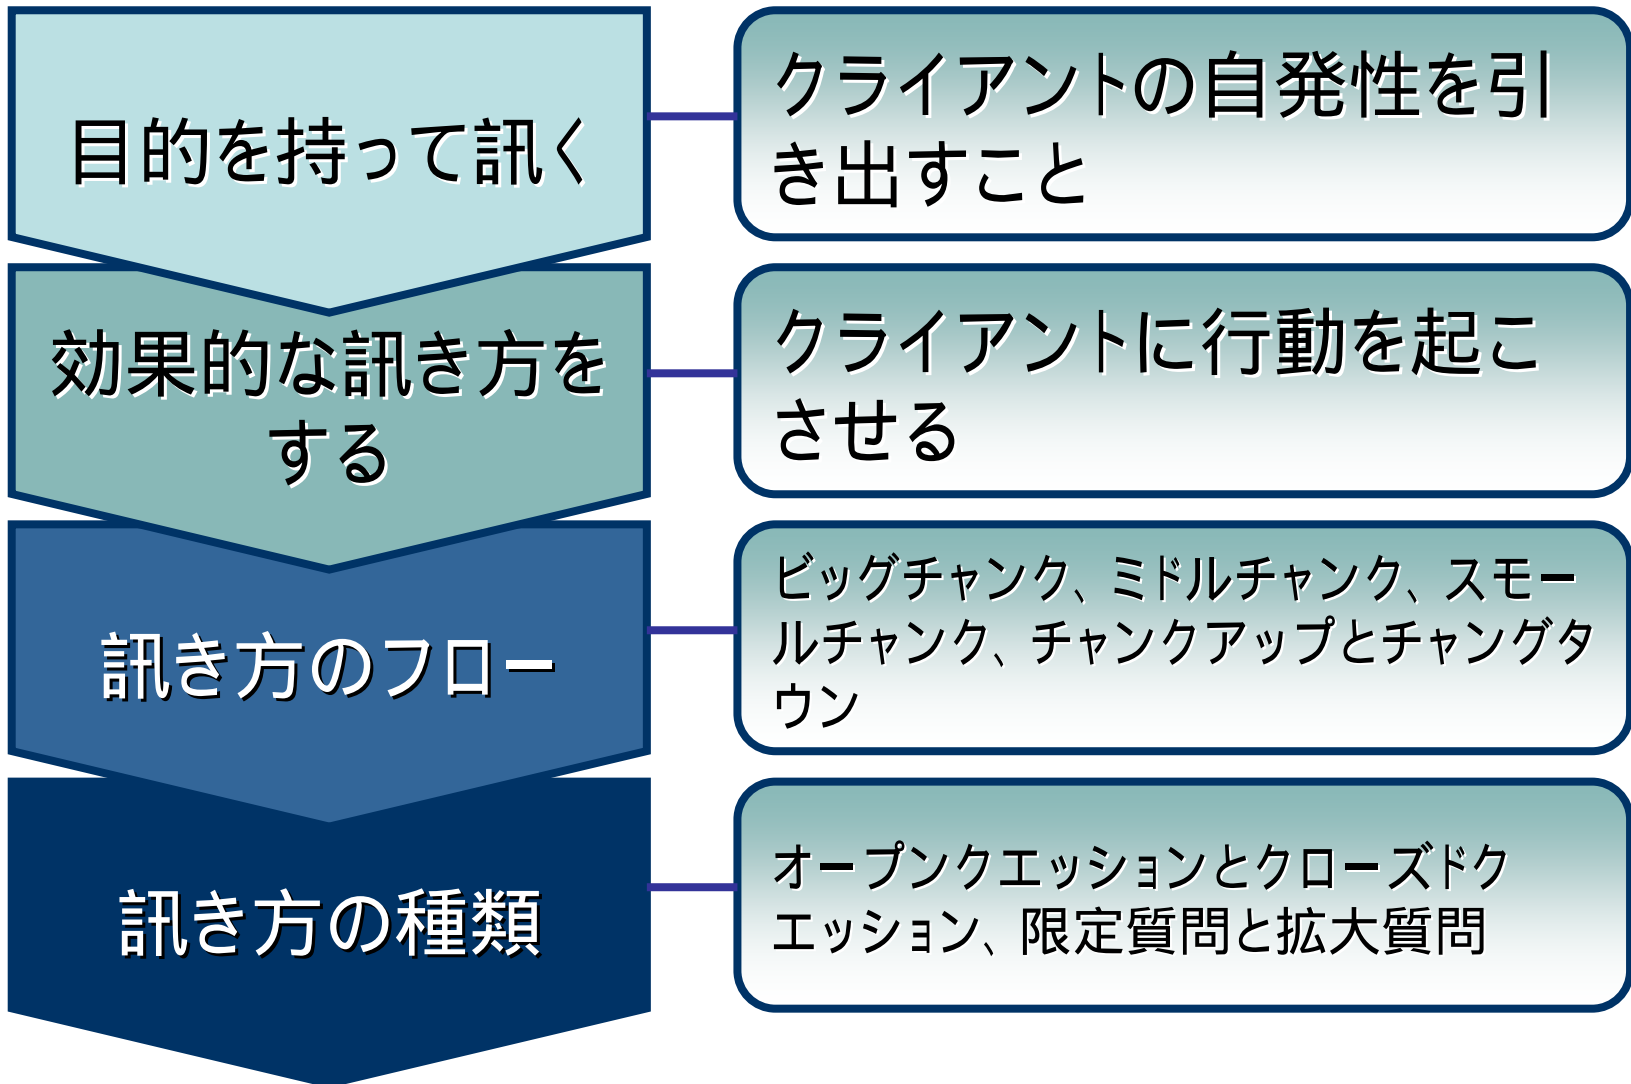 目的を持って訊く
クライアントの自発性を引
き出すこと
効果的な訊き方を
する
クライアントに行動を起こ
させる
訊き方のフロー
ビッグチャンク、ミドルチャンク、スモー
ルチャンク、チャンクアップとチャングダ
ウン
訊き方の種類
オープンクエッションとクローズドク
エッション、限定質問と拡大質問